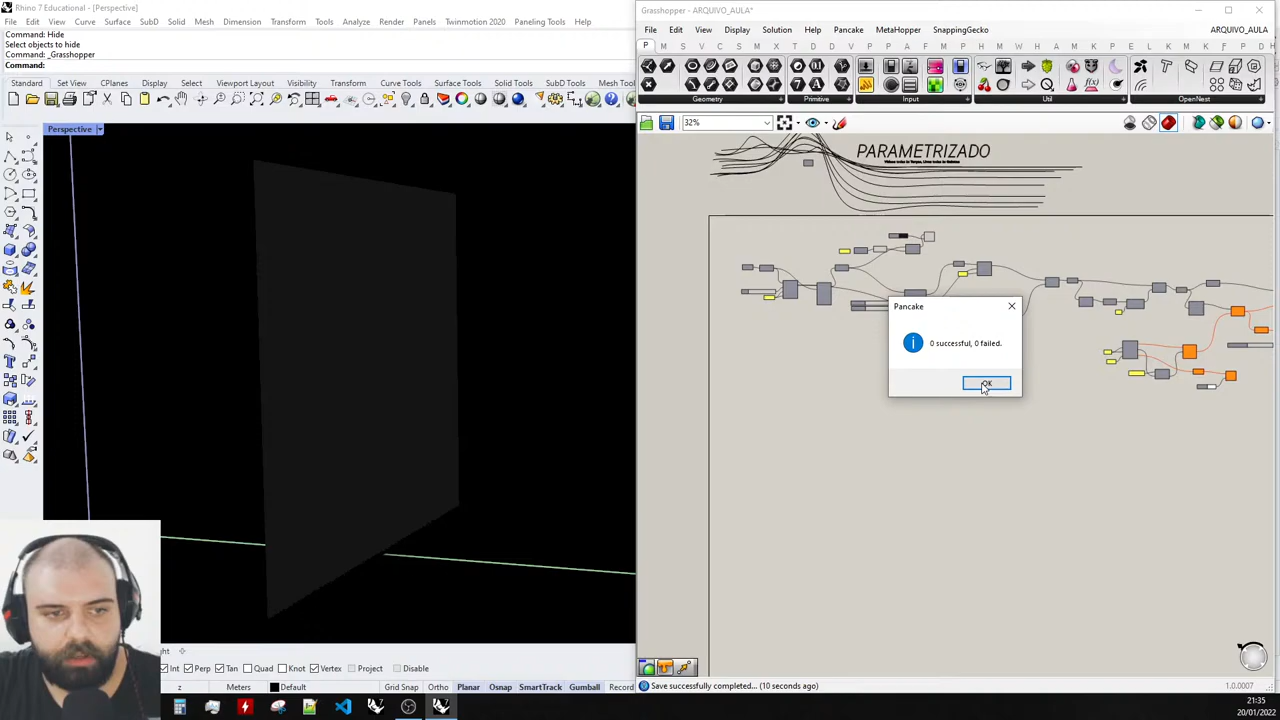 Rhino 7 Educational - [Perspective]
File Edit View Curve Surface SubD Solid Mesh Dimension Transform Tools Analyze Render Panels Twinmotion 2020 Paneling Tools Help
Command: Hide
Select objects to hide
Command: _Grasshopper
Command:
Standard Set View CPlanes Display Select Viewport Layout Visibility Transform Curve Tools Surface Tools Solid Tools SubD Tools Mesh Tool
Perspective
Int Perp Tan Quad Knot Vertex Project Disable
z Meters Default Grid Snap Ortho Planar Osnap SmartTrack Gumball Record
Grasshopper - ARQUIVO_AULA*
File Edit View Display Solution Help Pancake MetaHopper SnappingGecko ARQUIVO_AULA
Geometry Primitive Input Util OpenNest
32%
PARAMETRIZADO
Pancake
0 successful, 0 failed.
OK
Save successfully completed... (10 seconds ago)
1.0.0007
21:35
20/01/2022